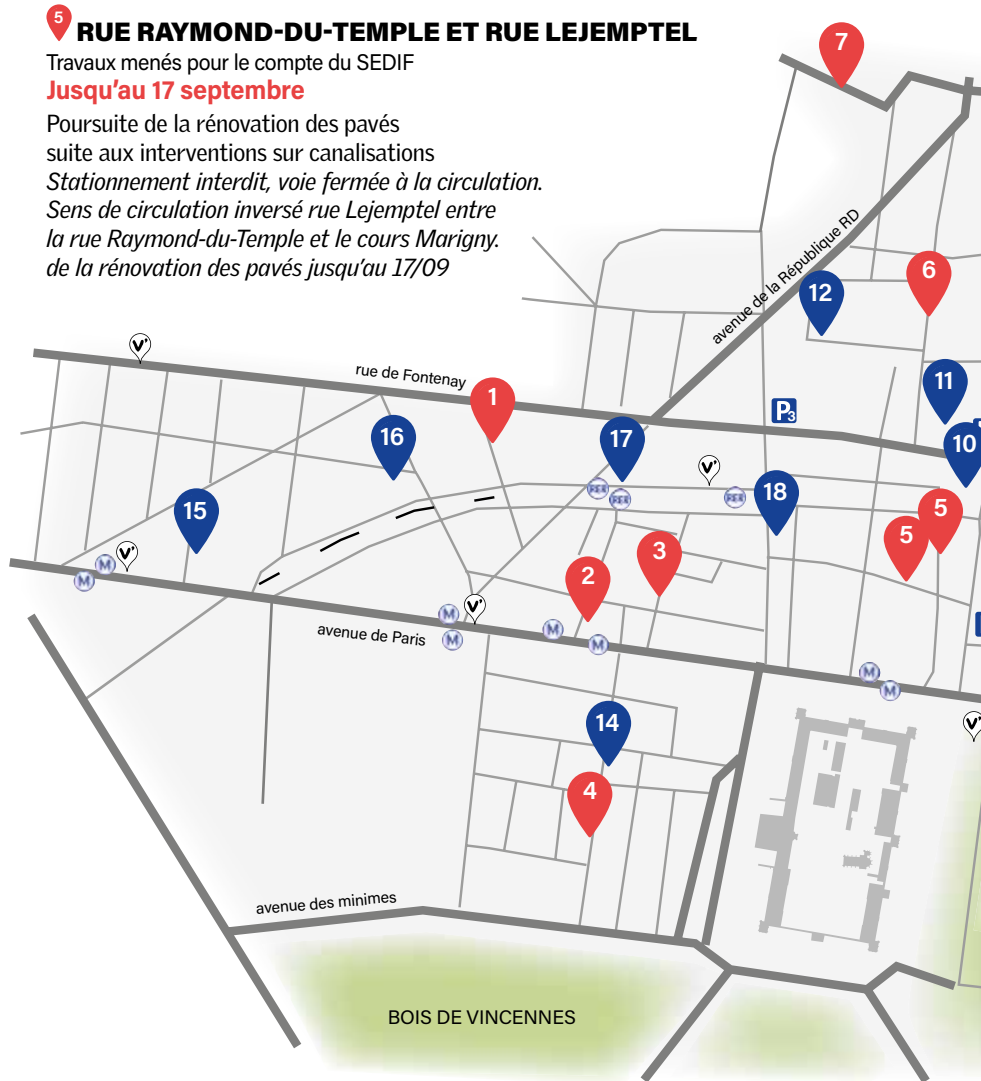 5 RUE RAYMOND-DU-TEMPLE ET RUE LEJEMPTEL
Travaux menés pour le compte du SEDIF
Jusqu'au 17 septembre
Poursuite de la rénovation des pavés
suite aux interventions sur canalisations
Stationnement interdit, voie fermée à la circulation.
Sens de circulation inversé rue Lejemptel entre
la rue Raymond-du-Temple et le cours Marigny.
de la rénovation des pavés jusqu'au 17/09
7
avenue de la République RD
6
12
V'
rue de Fontenay
1
11
P3
16
17
10
V'
RER
RER
RER
18
15
5
5
V'
M
M
3
2
V'
M
M
M
M
avenue de Paris
M
M
14
V'
4
avenue des minimes
BOIS DE VINCENNES